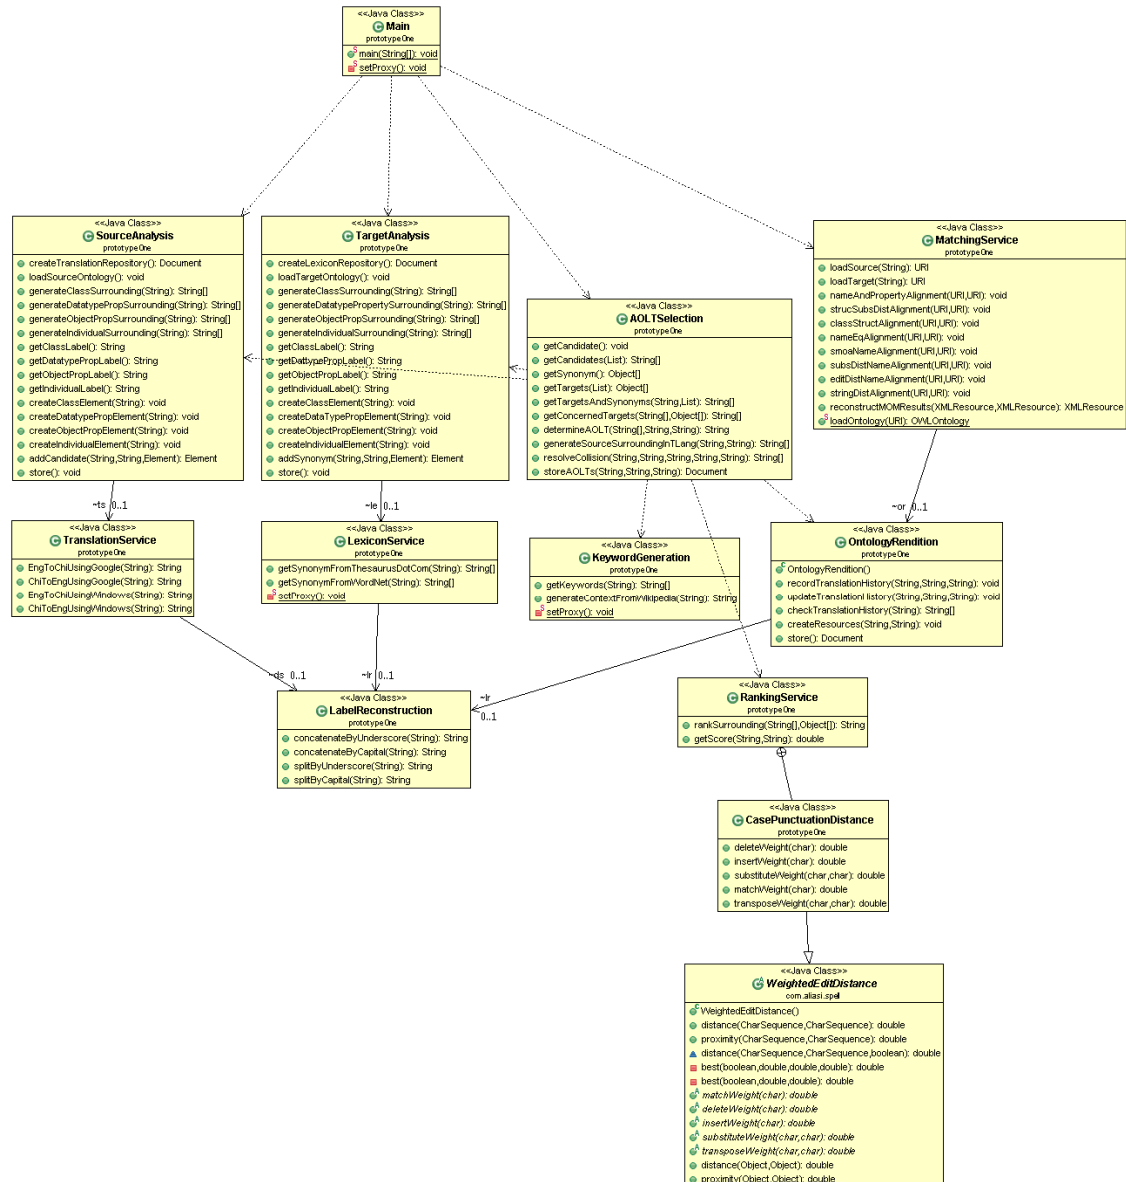 <<Java Class>>
Main
prototypeOne
main(String[]): void
setProxy(): void
<<Java Class>>
SourceAnalysis
prototypeOne
createTranslationRepository(): Document
loadSourceOntology(): void
generateClassSurrounding(String): String[]
generateDatatypePropSurrounding(String): String[]
generateObjectPropSurrounding(String): String[]
generateIndividualSurrounding(String): String[]
getClassLabel(): String
getDatatypePropLabel(): String
getObjectPropLabel(): String
getIndividualLabel(): String
createClassElement(String): void
createDatatypePropElement(String): void
createObjectPropElement(String): void
createIndividualElement(String): void
addCandidate(String,String,Element): Element
store(): void
<<Java Class>>
TargetAnalysis
prototypeOne
createLexiconRepository(): Document
loadTargetOntology(): void
generateClassSurrounding(String): String[]
generateDatatypePropertySurrounding(String): String[]
generateObjectPropSurrounding(String): String[]
generateIndividualSurrounding(String): String[]
getClassLabel(): String
getDattypePropLabel(): String
getObjectPropLabel(): String
getIndividualLabel(): String
createClassElement(String): void
createDataTypePropElement(String): void
createObjectPropElement(String): void
createIndividualElement(String): void
addSynonym(String,String,Element): Element
store(): void
<<Java Class>>
AOLTSelection
prototypeOne
getCandidate(): void
getCandidates(List): String[]
getSynonym(): Object[]
getTargets(List): Object[]
getTargetsAndSynonyms(String,List): String[]
getConcernedTargets(String[],Object[]): String[]
determineAOLT(String[],String,String): String
generateSourceSurroundingInTLang(String,String): String[]
resolveCollision(String,String,String,String,String): String[]
storeAOLTs(String,String,String): Document
<<Java Class>>
MatchingService
prototypeOne
loadSource(String): URI
loadTarget(String): URI
nameAndPropertyAlignment(URI,URI): void
strucSubsDistAlignment(URI,URI): void
classStructAlignment(URI,URI): void
nameEqAlignment(URI,URI): void
smoaNameAlignment(URI,URI): void
subsDistNameAlignment(URI,URI): void
editDistNameAlignment(URI,URI): void
stringDistAlignment(URI,URI): void
reconstructMOMResults(XMLResource,XMLResource): XMLResource
loadOntology(URI): OWLOntology
~ts 0..1
~le 0..1
~or 0..1
<<Java Class>>
TranslationService
prototypeOne
EngToChiUsingGoogle(String): String
ChiToEngUsingGoogle(String): String
EngToChiUsingWindows(String): String
ChiToEngUsingWindows(String): String
<<Java Class>>
LexiconService
prototypeOne
getSynonymFromThesaurusDotCom(String): String[]
getSynonymFromWordNet(String): String[]
setProxy(): void
<<Java Class>>
KeywordGeneration
prototypeOne
getKeywords(String): String[]
generateContextFromWikipedia(String): String
setProxy(): void
<<Java Class>>
OntologyRendition
prototypeOne
OntologyRendition()
recordTranslationHistory(String,String,String): void
updateTranslationHistory(String,String,String): void
checkTranslationHistory(String): String[]
createResources(String,String): void
store(): Document
~ds 0..1
~lr 0..1
~lr
0..1
<<Java Class>>
LabelReconstruction
prototypeOne
concatenateByUnderscore(String): String
concatenateByCapital(String): String
splitByUnderscore(String): String
splitByCapital(String): String
<<Java Class>>
RankingService
prototypeOne
rankSurrounding(String[],Object[]): String
getScore(String,String): double
<<Java Class>>
CasePunctuationDistance
prototypeOne
deleteWeight(char): double
insertWeight(char): double
substituteWeight(char,char): double
matchWeight(char): double
transposeWeight(char,char): double
<<Java Class>>
WeightedEditDistance
com.aliasi.spell
WeightedEditDistance()
distance(CharSequence,CharSequence): double
proximity(CharSequence,CharSequence): double
distance(CharSequence,CharSequence,boolean): double
best(boolean,double,double,double): double
best(boolean,double,double): double
matchWeight(char): double
deleteWeight(char): double
insertWeight(char): double
substituteWeight(char,char): double
transposeWeight(char,char): double
distance(Object,Object): double
proximity(Object,Object): double